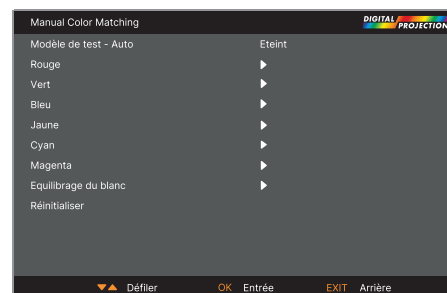 Manual Color Matching
DIGITAL PROJECTION
Modèle de test - Auto Eteint
Rouge
Vert
Bleu
Jaune
Cyan
Magenta
Equilibrage du blanc
Réinitialiser
Défiler OK Entrée EXIT Arrière